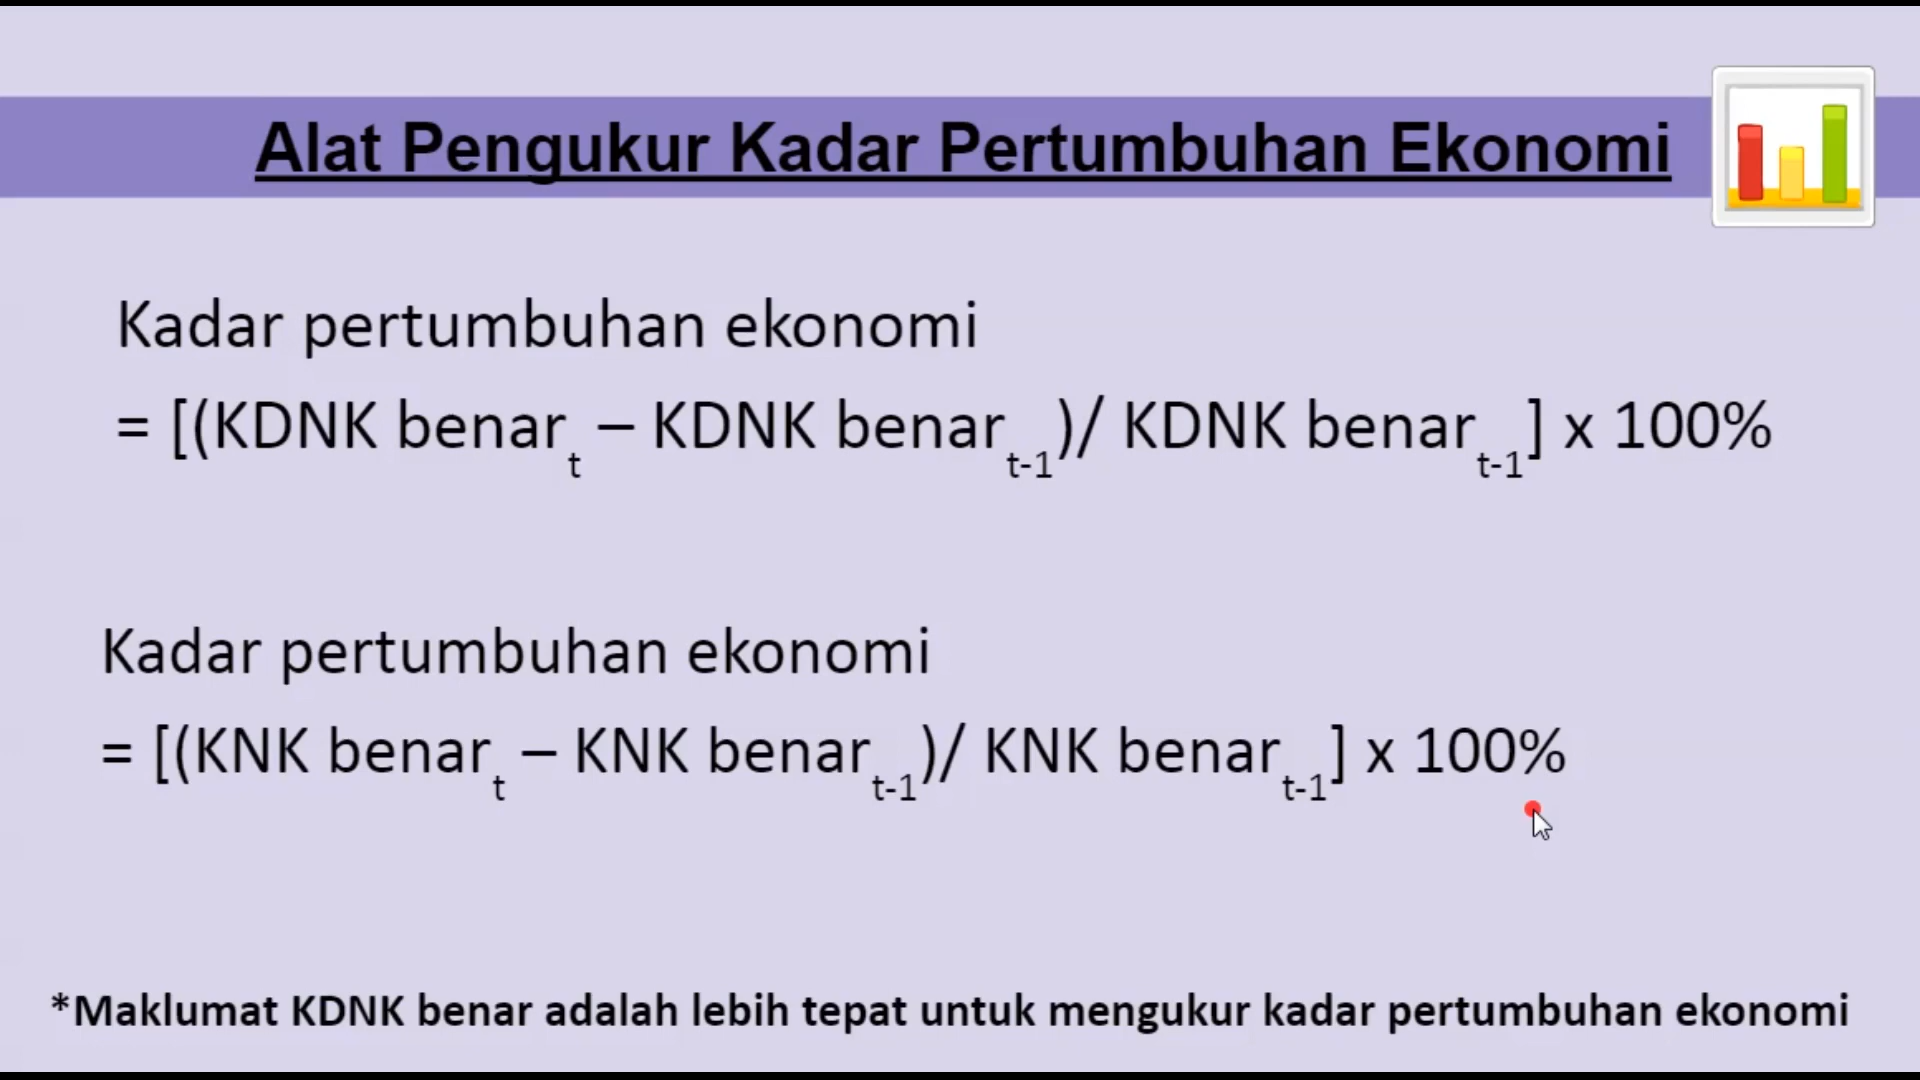 Alat Pengukur Kadar Pertumbuhan Ekonomi
Kadar pertumbuhan ekonomi
= [(KDNK benar t – KDNK benar t-1)/ KDNK benar t-1] x 100%
Kadar pertumbuhan ekonomi
= [(KNK benar t – KNK benar t-1)/ KNK benar t-1] x 100%
*Maklumat KDNK benar adalah lebih tepat untuk mengukur kadar pertumbuhan ekonomi